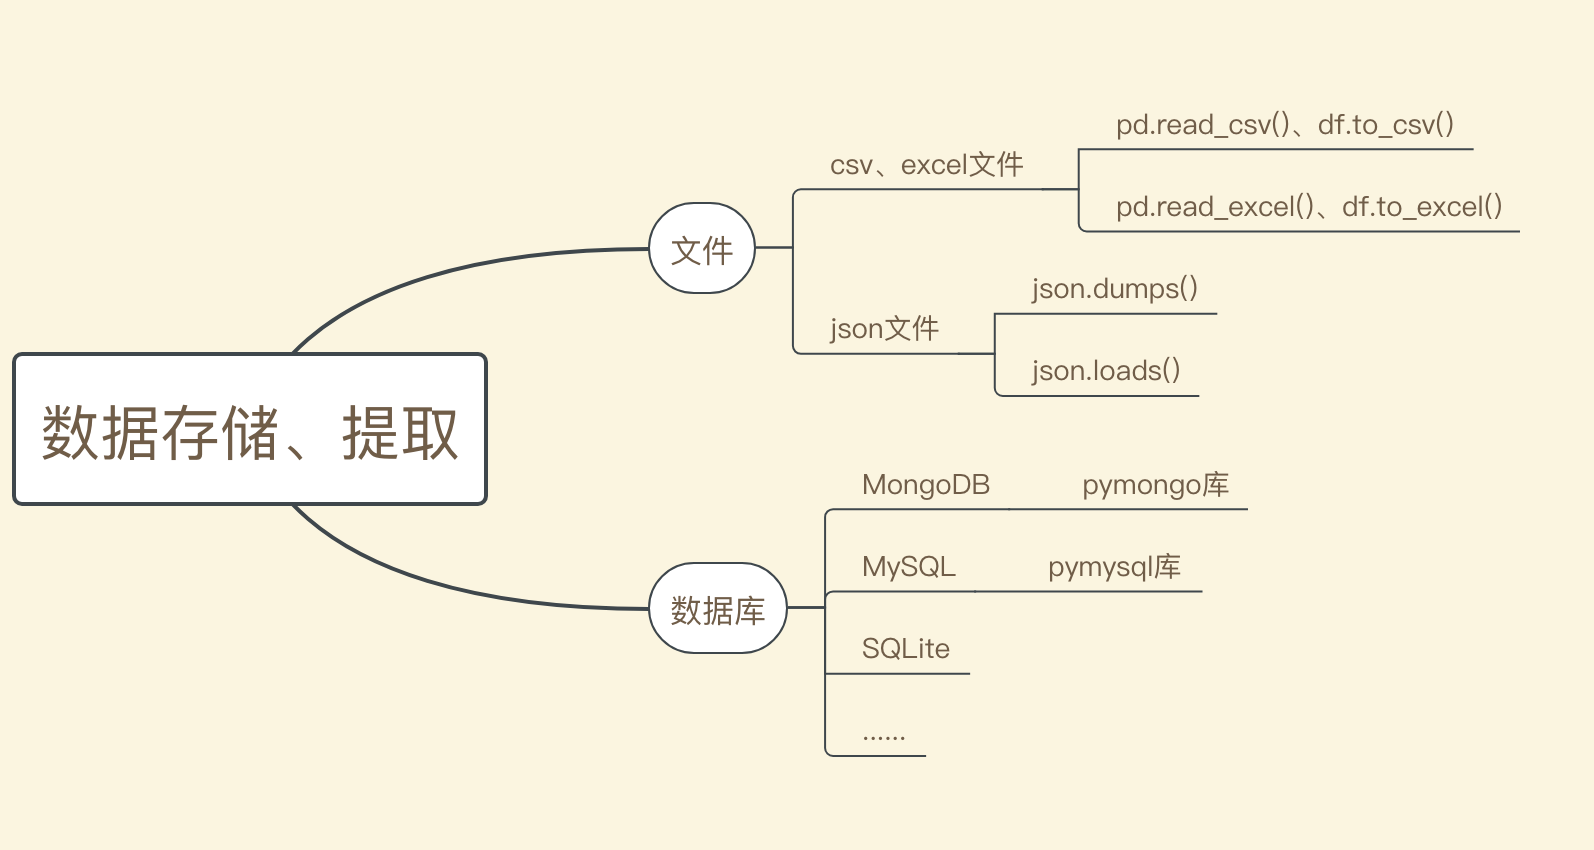 数据存储、提取
文件
csv、excel文件
pd.read_csv()、df.to_csv()
pd.read_excel()、df.to_excel()
json文件
json.dumps()
json.loads()
数据库
MongoDB
pymongo库
MySQL
pymysql库
SQLite
......